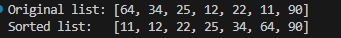 Original list: [64, 34, 25, 12, 22, 11, 90]
Sorted list:   [11, 12, 22, 25, 34, 64, 90]